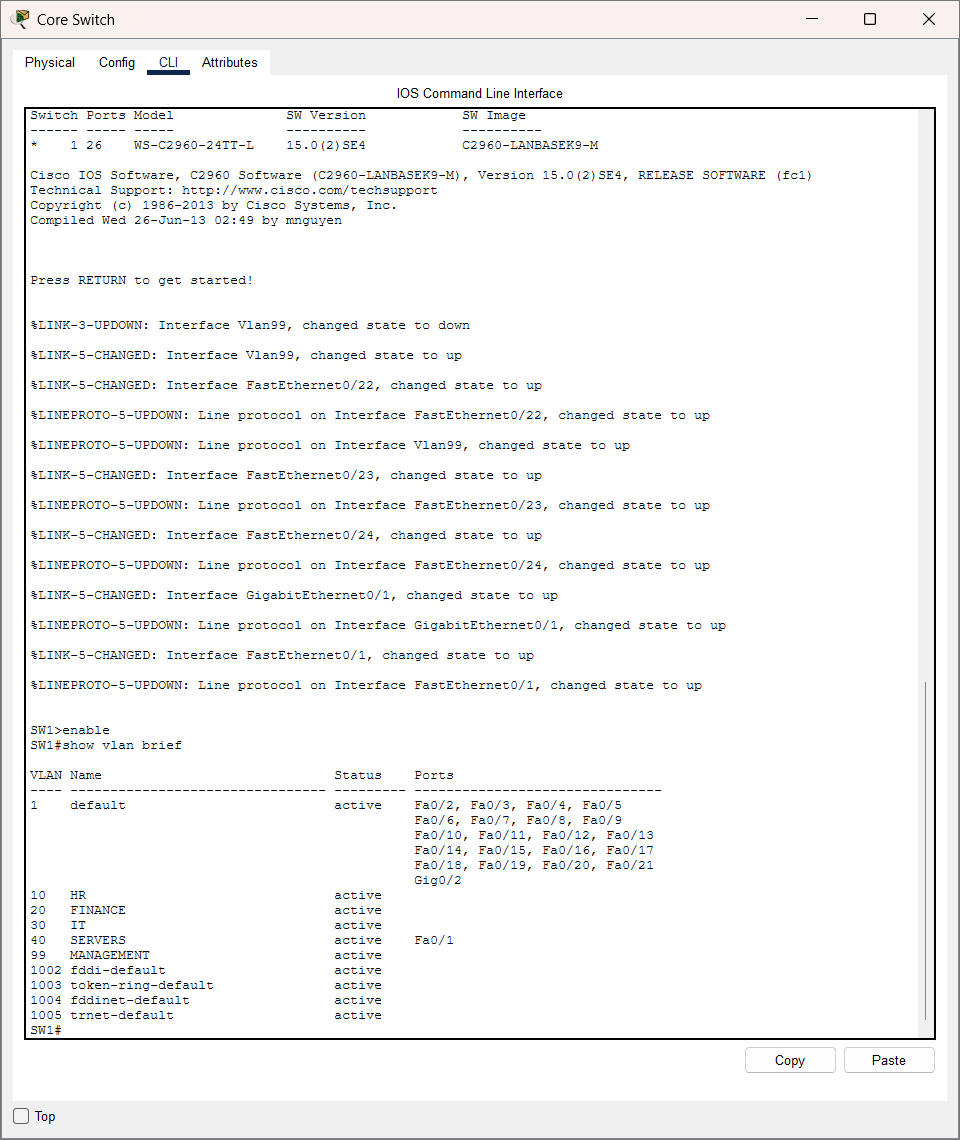 Core Switch
Physical Config CLI Attributes
IOS Command Line Interface
Switch Ports Model              SW Version            SW Image
------ ----- -----              ----------            ----------
*    1 26    WS-C2960-24TT-L    15.0(2)SE4            C2960-LANBASEK9-M
Cisco IOS Software, C2960 Software (C2960-LANBASEK9-M), Version 15.0(2)SE4, RELEASE SOFTWARE (fc1)
Technical Support: http://www.cisco.com/techsupport
Copyright (c) 1986-2013 by Cisco Systems, Inc.
Compiled Wed 26-Jun-13 02:49 by mnguyen
Press RETURN to get started!
%LINK-3-UPDOWN: Interface Vlan99, changed state to down
%LINK-5-CHANGED: Interface Vlan99, changed state to up
%LINK-5-CHANGED: Interface FastEthernet0/22, changed state to up
%LINEPROTO-5-UPDOWN: Line protocol on Interface FastEthernet0/22, changed state to up
%LINEPROTO-5-UPDOWN: Line protocol on Interface Vlan99, changed state to up
%LINK-5-CHANGED: Interface FastEthernet0/23, changed state to up
%LINEPROTO-5-UPDOWN: Line protocol on Interface FastEthernet0/23, changed state to up
%LINK-5-CHANGED: Interface FastEthernet0/24, changed state to up
%LINEPROTO-5-UPDOWN: Line protocol on Interface FastEthernet0/24, changed state to up
%LINK-5-CHANGED: Interface GigabitEthernet0/1, changed state to up
%LINEPROTO-5-UPDOWN: Line protocol on Interface GigabitEthernet0/1, changed state to up
%LINK-5-CHANGED: Interface FastEthernet0/1, changed state to up
%LINEPROTO-5-UPDOWN: Line protocol on Interface FastEthernet0/1, changed state to up
SW1>enable
SW1#show vlan brief
VLAN Name                             Status    Ports
---- -------------------------------- --------- -------------------------------
1    default                          active    Fa0/2, Fa0/3, Fa0/4, Fa0/5
                                                Fa0/6, Fa0/7, Fa0/8, Fa0/9
                                                Fa0/10, Fa0/11, Fa0/12, Fa0/13
                                                Fa0/14, Fa0/15, Fa0/16, Fa0/17
                                                Fa0/18, Fa0/19, Fa0/20, Fa0/21
                                                Gig0/2
10   HR                               active
20   FINANCE                          active
30   IT                               active
40   SERVERS                          active    Fa0/1
99   MANAGEMENT                       active
1002 fddi-default                     active
1003 token-ring-default               active
1004 fddinet-default                  active
1005 trnet-default                    active
SW1#
Copy Paste
Top